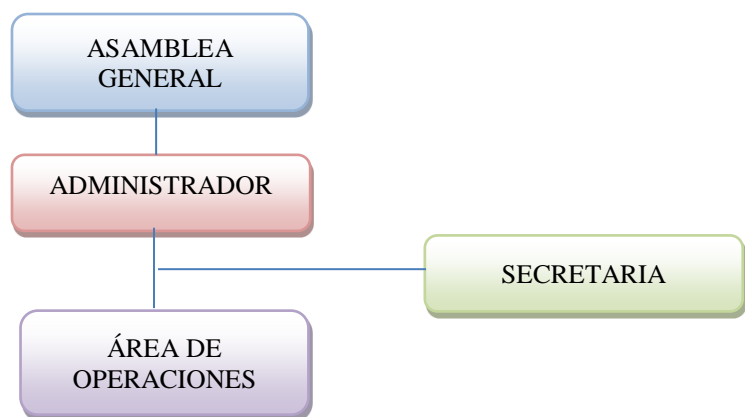 ASAMBLEA
GENERAL
ADMINISTRADOR
SECRETARIA
ÁREA DE
OPERACIONES